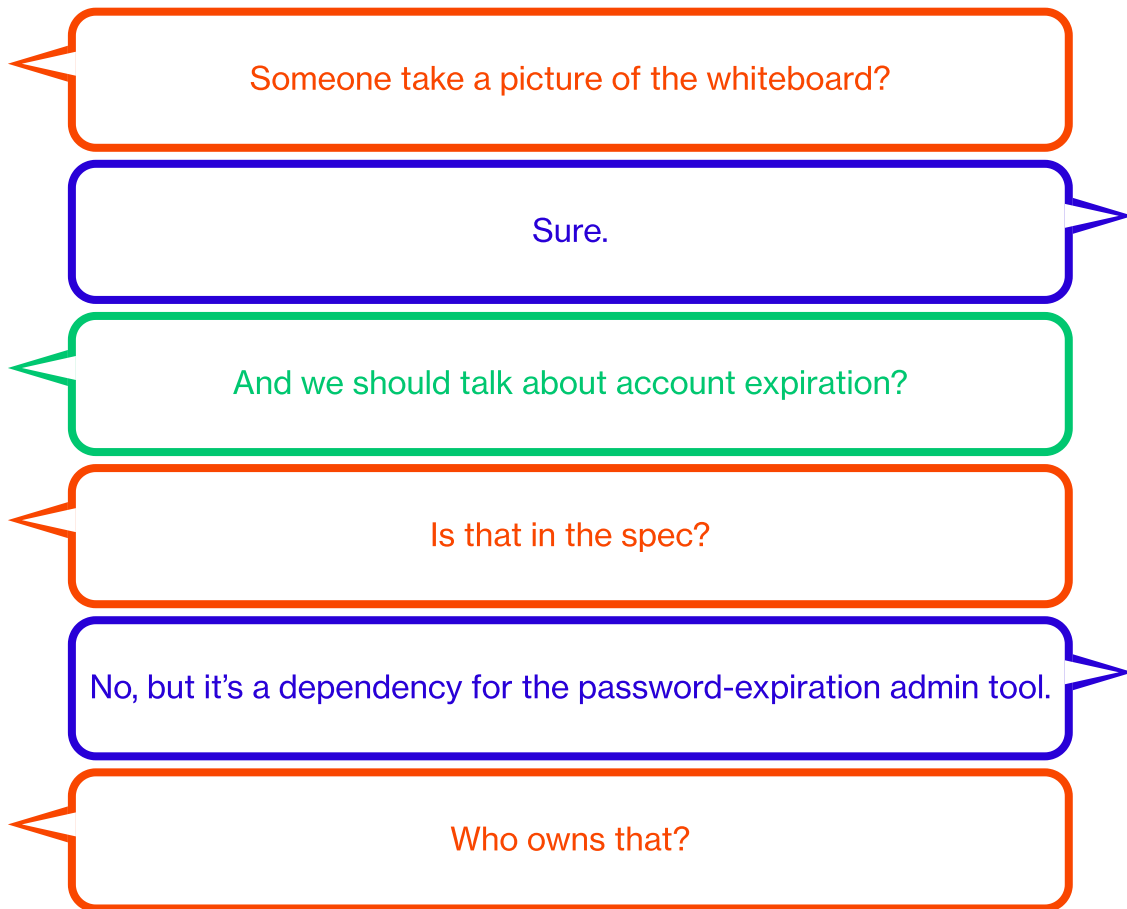 Someone take a picture of the whiteboard?
Sure.
And we should talk about account expiration?
Is that in the spec?
No, but it’s a dependency for the password-expiration admin tool.
Who owns that?